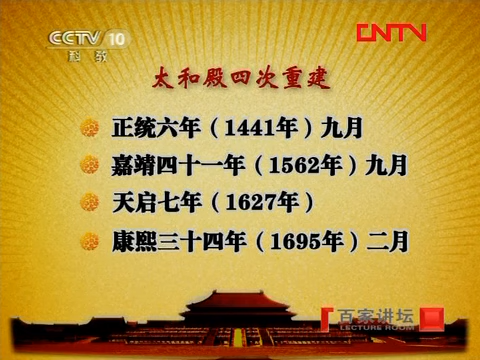 CCTV 10
科教
CNTV
太和殿四次重建
正统六年（1441年）九月
嘉靖四十一年（1562年）九月
天启七年（1627年）
康熙三十四年（1695年）二月
百家讲坛
LECTURE ROOM